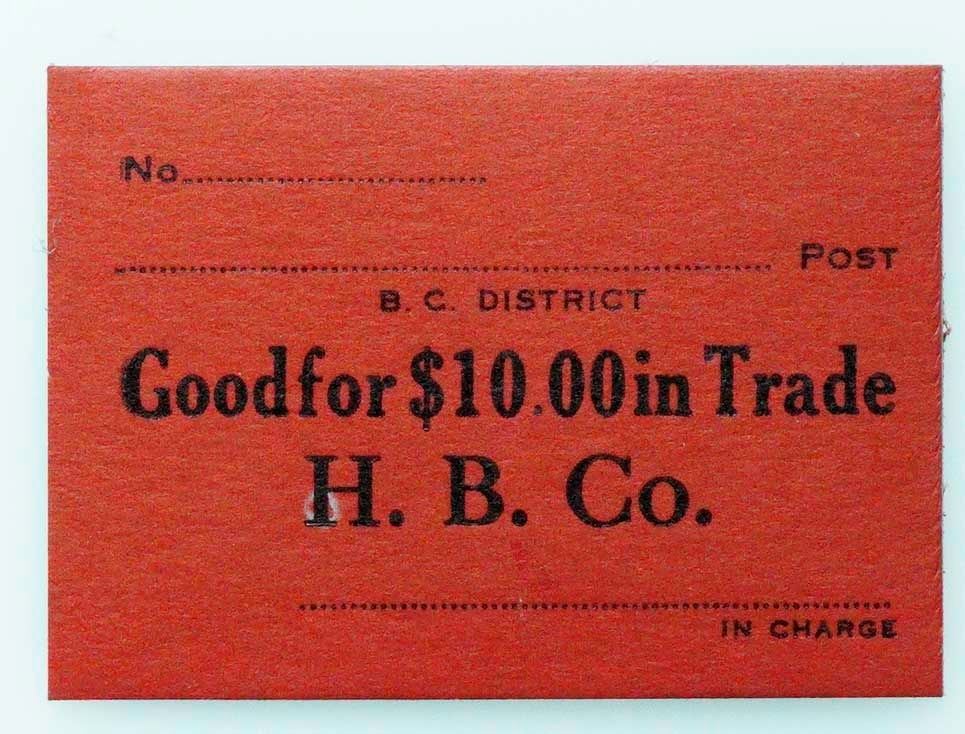 No.
POST
B. C. DISTRICT
Good for $10.00 in Trade
H. B. Co.
IN CHARGE